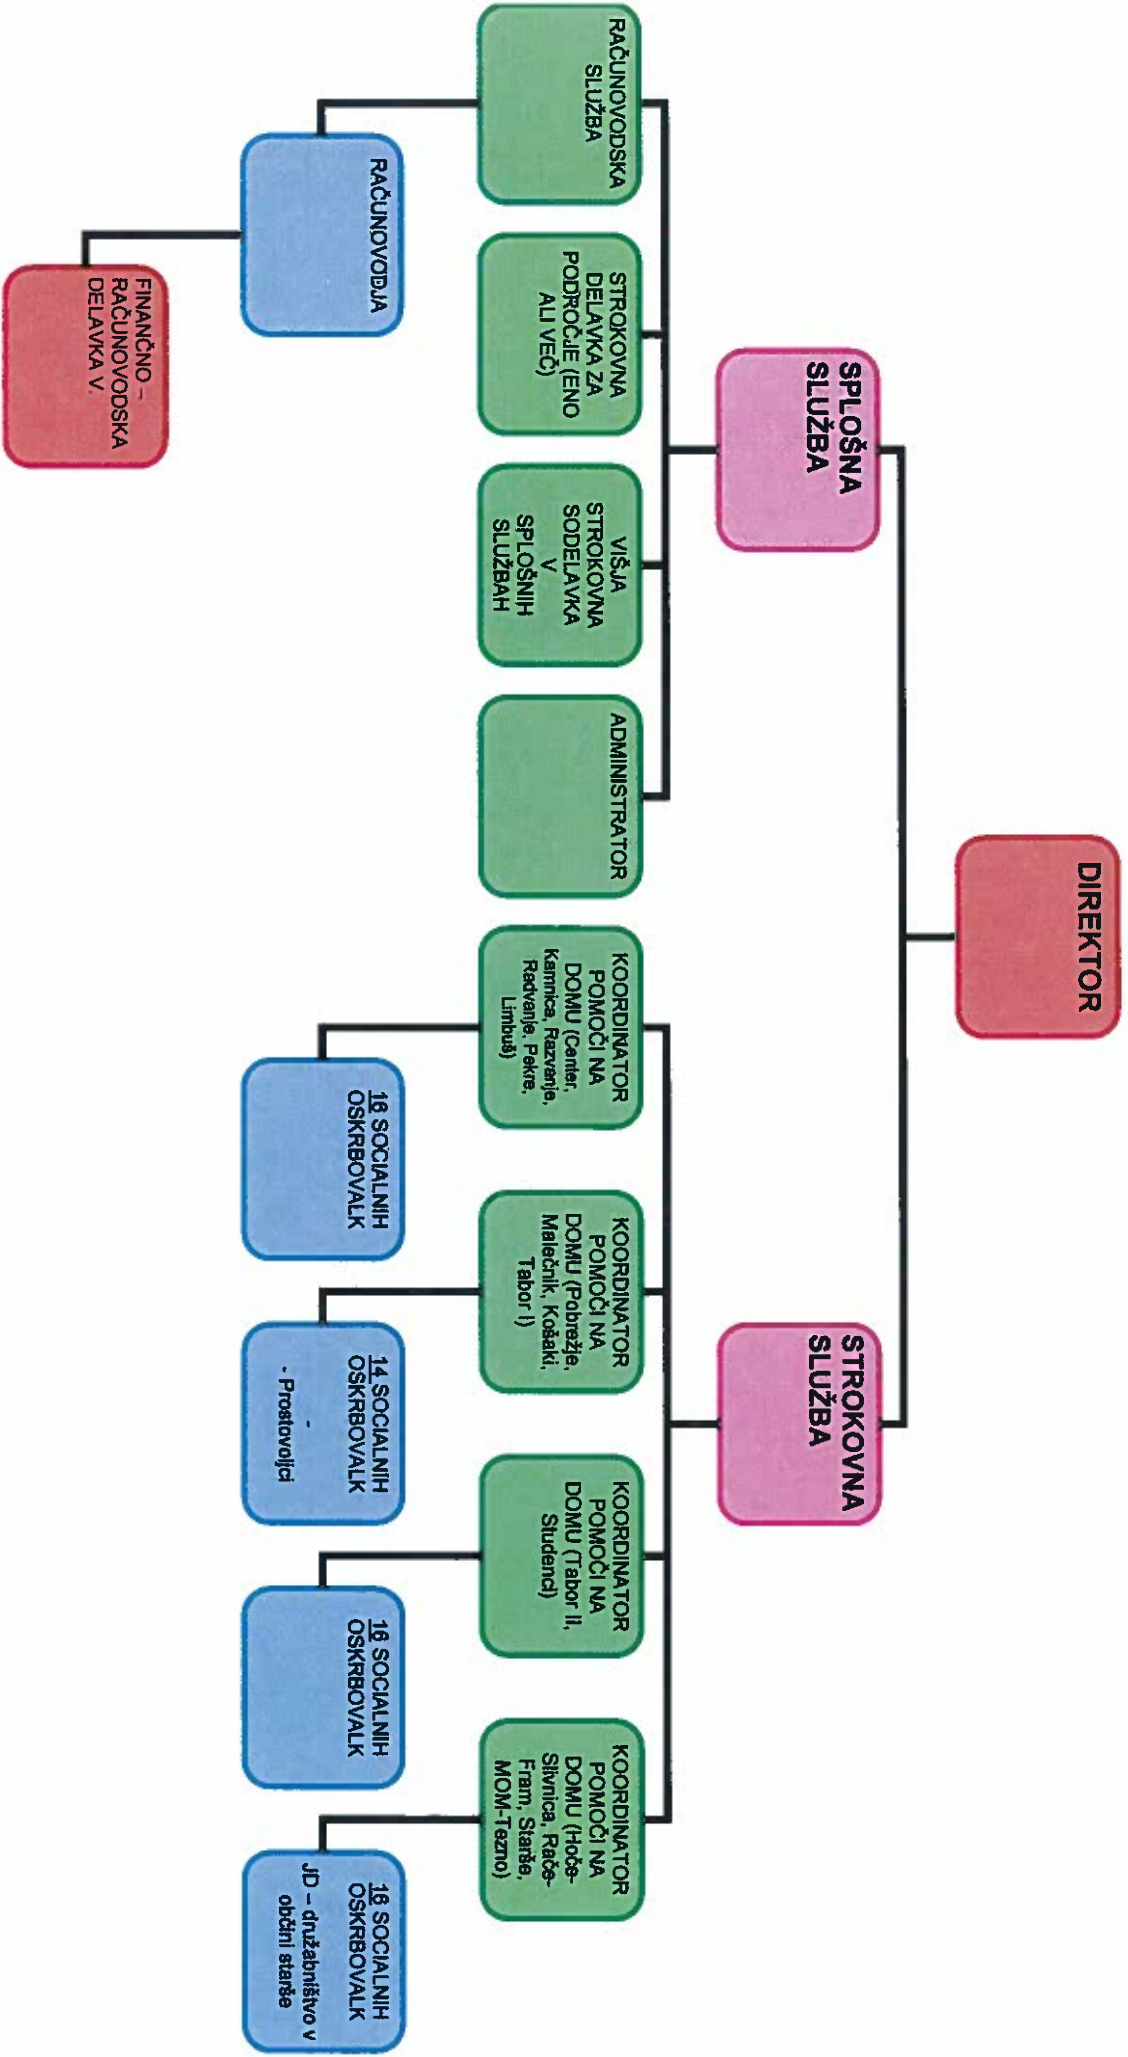 DIREKTOR
SPLOŠNA
SLUŽBA
STROKOVNA
SLUŽBA
RAČUNOVODSKA
SLUŽBA
STROKOVNA
DELAVKA ZA
PODROČJE (ENO
ALI VEČ)
VIŠJA
STROKOVNA
SODELAVKA
V
SPLOŠNIH
SLUŽBAH
ADMINISTRATOR
KOORDINATOR
POMOČI NA
DOMU (Center,
Kamnica, Razvanje,
Radvanje, Pekre,
Limbuš)
KOORDINATOR
POMOČI NA
DOMU (Pobrežje,
Malečnik, Košaki,
Tabor I)
KOORDINATOR
POMOČI NA
DOMU (Tabor II,
Studenci)
KOORDINATOR
POMOČI NA
DOMU (Hoče-
Slivnica, Rače-
Fram, Starše,
MOM-Tezno)
RAČUNOVODJA
16 SOCIALNIH
OSKRBOVALK
14 SOCIALNIH
OSKRBOVALK
-
- Prostovoljci
16 SOCIALNIH
OSKRBOVALK
16 SOCIALNIH
OSKRBOVALK
JD – družabništvo v
občini starše
FINANČNO –
RAČUNOVODSKA
DELAVKA V.